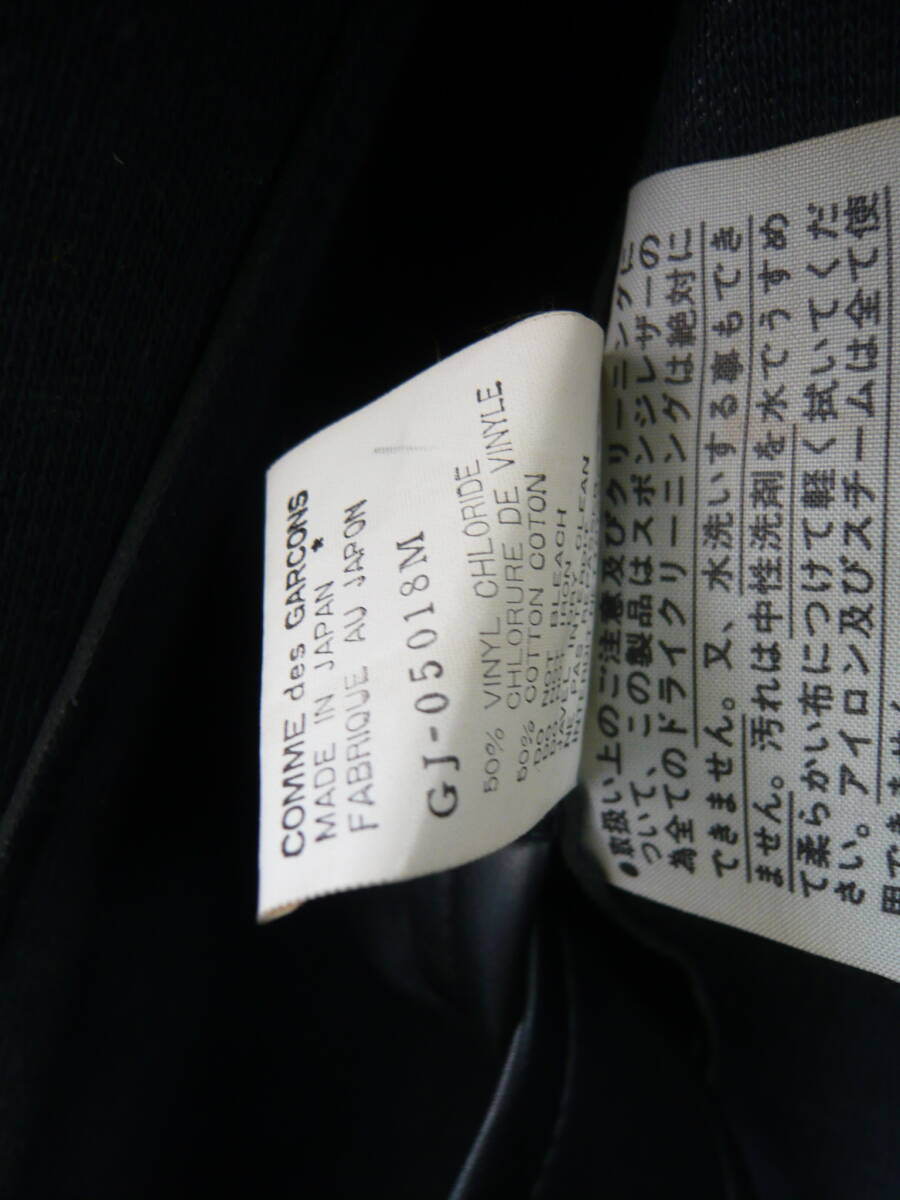 COMME des GARCONS
*
MADE IN JAPAN
FABRIQUE AU JAPON
GJ-05018M
50% VINYL CHLORIDE
CHLORURE DE VINYLE
50% COTTON COTON
DO NOT BLEACH
●取扱い上のご注意及びクリーニングに
ついて、この製品はスポンジレザーの
為全てのドライクリーニングは絶対に
できません。又、水洗いする事もでき
ません。汚れは中性洗剤を水でうすめ
て柔らかい布につけて軽く拭いてくだ
さい。アイロン及びスチームは全て使
用できません